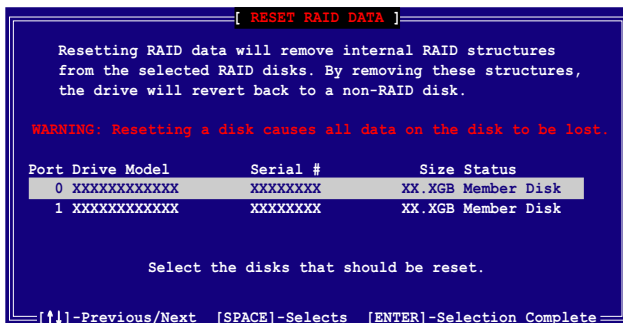 [ RESET RAID DATA ]
Resetting RAID data will remove internal RAID structures
from the selected RAID disks. By removing these structures,
the drive will revert back to a non-RAID disk.
WARNING: Resetting a disk causes all data on the disk to be lost.
Port Drive Model Serial # Size Status
0 XXXXXXXXXXXX XXXXXXXX XX.XGB Member Disk
1 XXXXXXXXXXXX XXXXXXXX XX.XGB Member Disk
Select the disks that should be reset.
[↑↓]-Previous/Next [SPACE]-Selects [ENTER]-Selection Complete